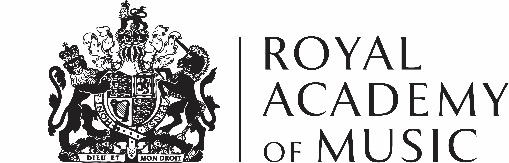 ROYAL
ACADEMY
OF MUSIC
DIEU ET MON DROIT